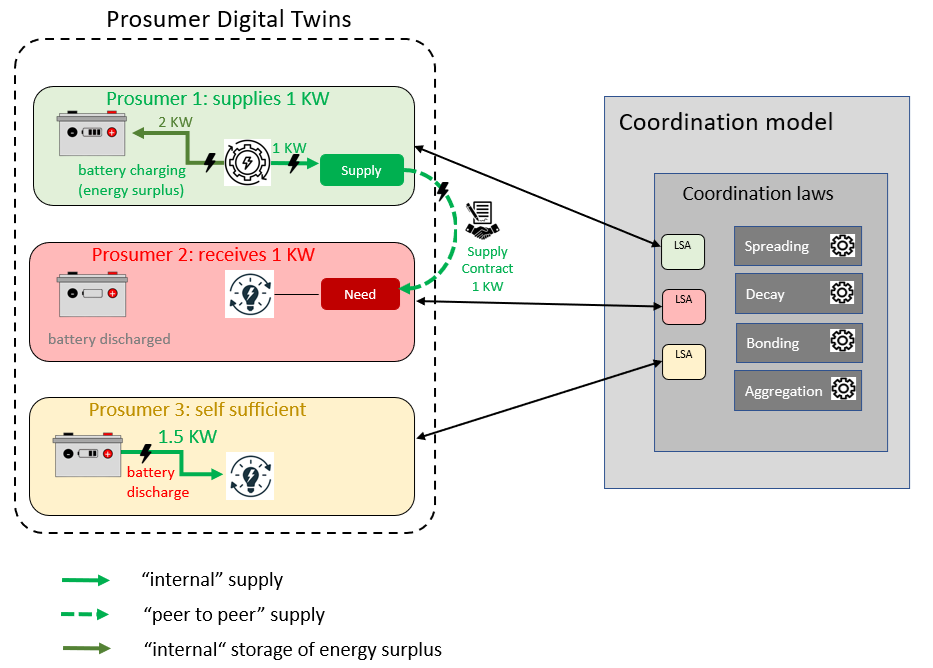 Prosumer Digital Twins
Prosumer 1: supplies 1 KW
2 KW
1 KW
battery charging
(energy surplus)
Supply
Supply
Contract
1 KW
Prosumer 2: receives 1 KW
Need
battery discharged
Prosumer 3: self sufficient
1.5 KW
battery
discharge
Coordination model
Coordination laws
LSA
LSA
LSA
Spreading
Decay
Bonding
Aggregation
“internal” supply
“peer to peer” supply
“internal“ storage of energy surplus